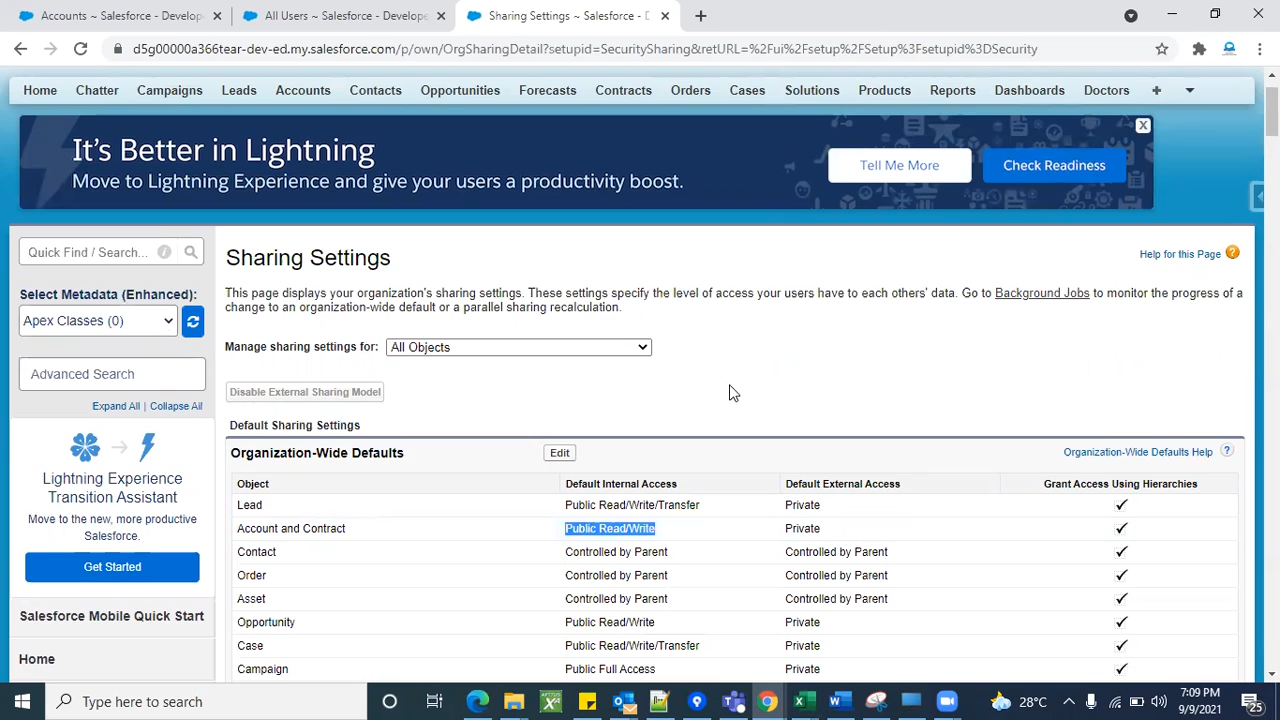 Accounts ~ Salesforce - Develop
All Users ~ Salesforce - Develope
Sharing Settings ~ Salesforce - D
d5g00000a366tear-dev-ed.my.salesforce.com/p/own/OrgSharingDetail?setupid=SecuritySharing&retURL=%2Fui%2Fsetup%2FSetup%3Fsetupid%3DSecurity
Home Chatter Campaigns Leads Accounts Contacts Opportunities Forecasts Contracts Orders Cases Solutions Products Reports Dashboards Doctors +
It's Better in Lightning
Move to Lightning Experience and give your users a productivity boost.
Tell Me More
Check Readiness
X
Quick Find / Search...
Select Metadata (Enhanced):
Apex Classes (0)
Advanced Search
Expand All | Collapse All
Lightning Experience
Transition Assistant
Move to the new, more productive
Salesforce.
Get Started
Salesforce Mobile Quick Start
Home
Sharing Settings
Help for this Page ?
This page displays your organization's sharing settings. These settings specify the level of access your users have to each others' data. Go to Background Jobs to monitor the progress of a
change to an organization-wide default or a parallel sharing recalculation.
Manage sharing settings for: All Objects
Disable External Sharing Model
Default Sharing Settings
Organization-Wide Defaults Edit Organization-Wide Defaults Help ?
Object Default Internal Access Default External Access Grant Access Using Hierarchies
Lead Public Read/Write/Transfer Private ✓
Account and Contract Public Read/Write Private ✓
Contact Controlled by Parent Controlled by Parent ✓
Order Controlled by Parent Controlled by Parent ✓
Asset Controlled by Parent Controlled by Parent ✓
Opportunity Public Read/Write Private ✓
Case Public Read/Write/Transfer Private ✓
Campaign Public Full Access Private ✓
Type here to search
28°C
7:09 PM
9/9/2021
25